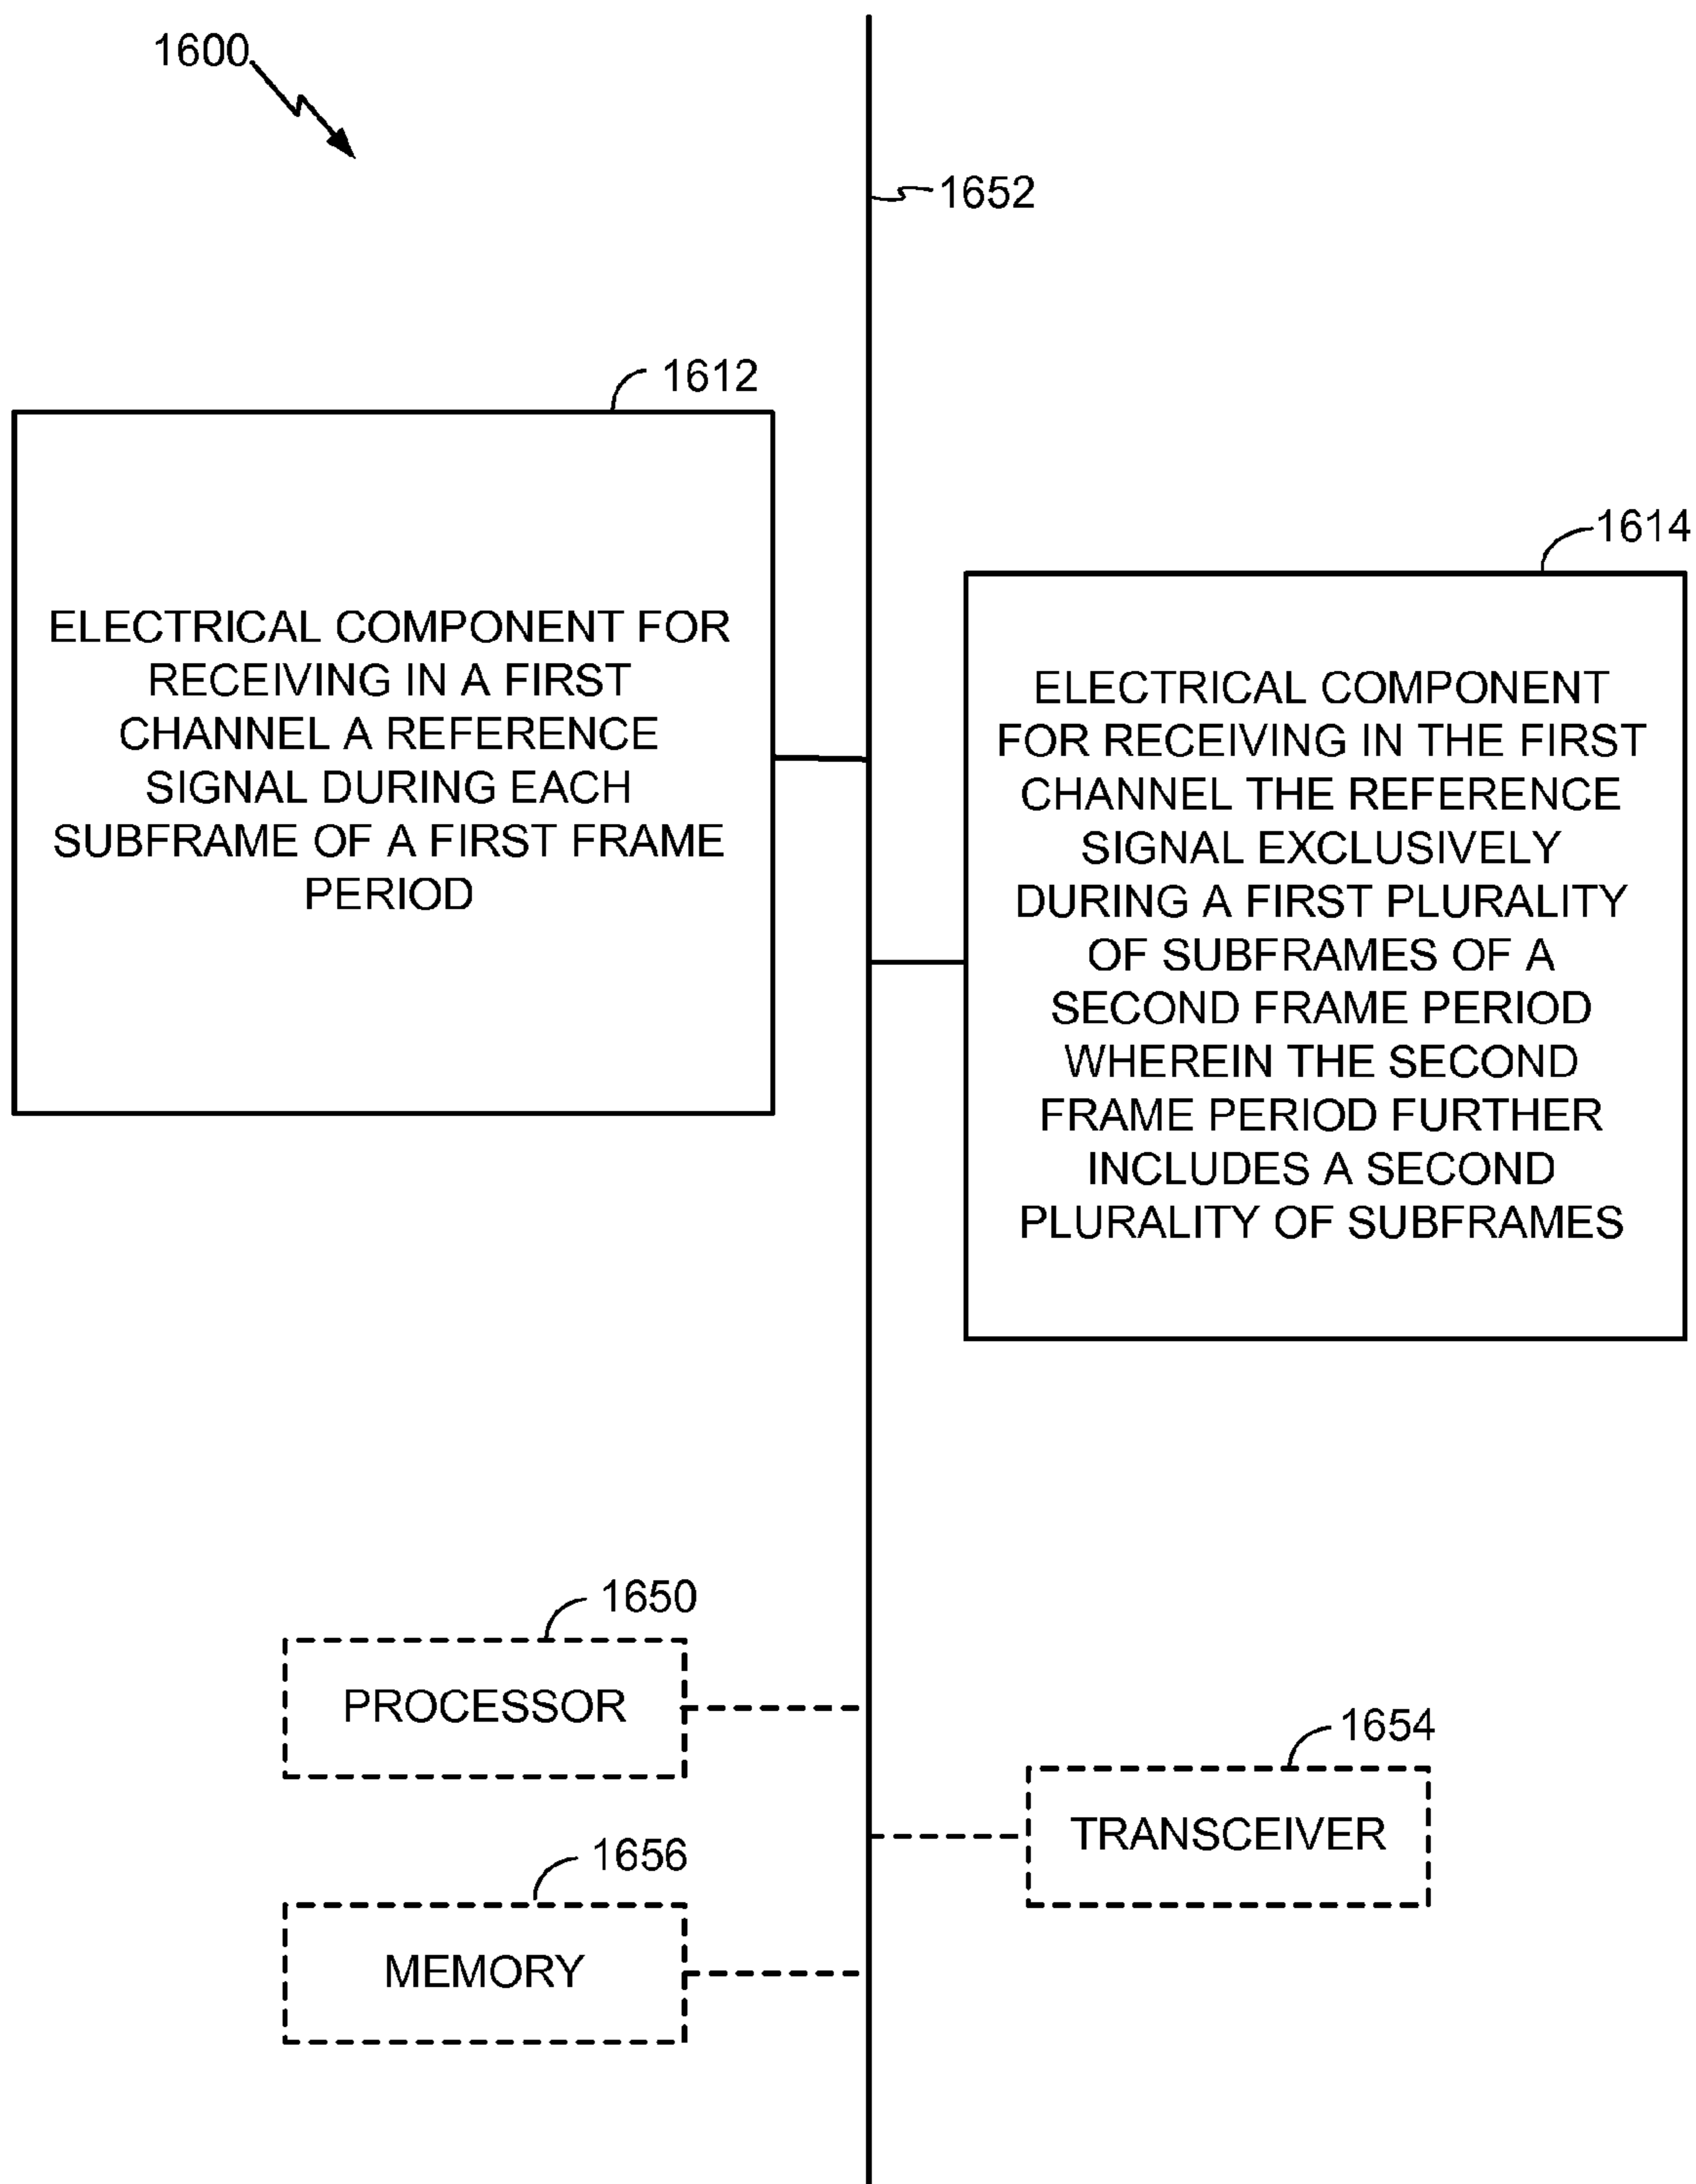 1600
1652
1612
ELECTRICAL COMPONENT FOR
RECEIVING IN A FIRST
CHANNEL A REFERENCE
SIGNAL DURING EACH
SUBFRAME OF A FIRST FRAME
PERIOD
1614
ELECTRICAL COMPONENT
FOR RECEIVING IN THE FIRST
CHANNEL THE REFERENCE
SIGNAL EXCLUSIVELY
DURING A FIRST PLURALITY
OF SUBFRAMES OF A
SECOND FRAME PERIOD
WHEREIN THE SECOND
FRAME PERIOD FURTHER
INCLUDES A SECOND
PLURALITY OF SUBFRAMES
1650
PROCESSOR
1654
TRANSCEIVER
1656
MEMORY